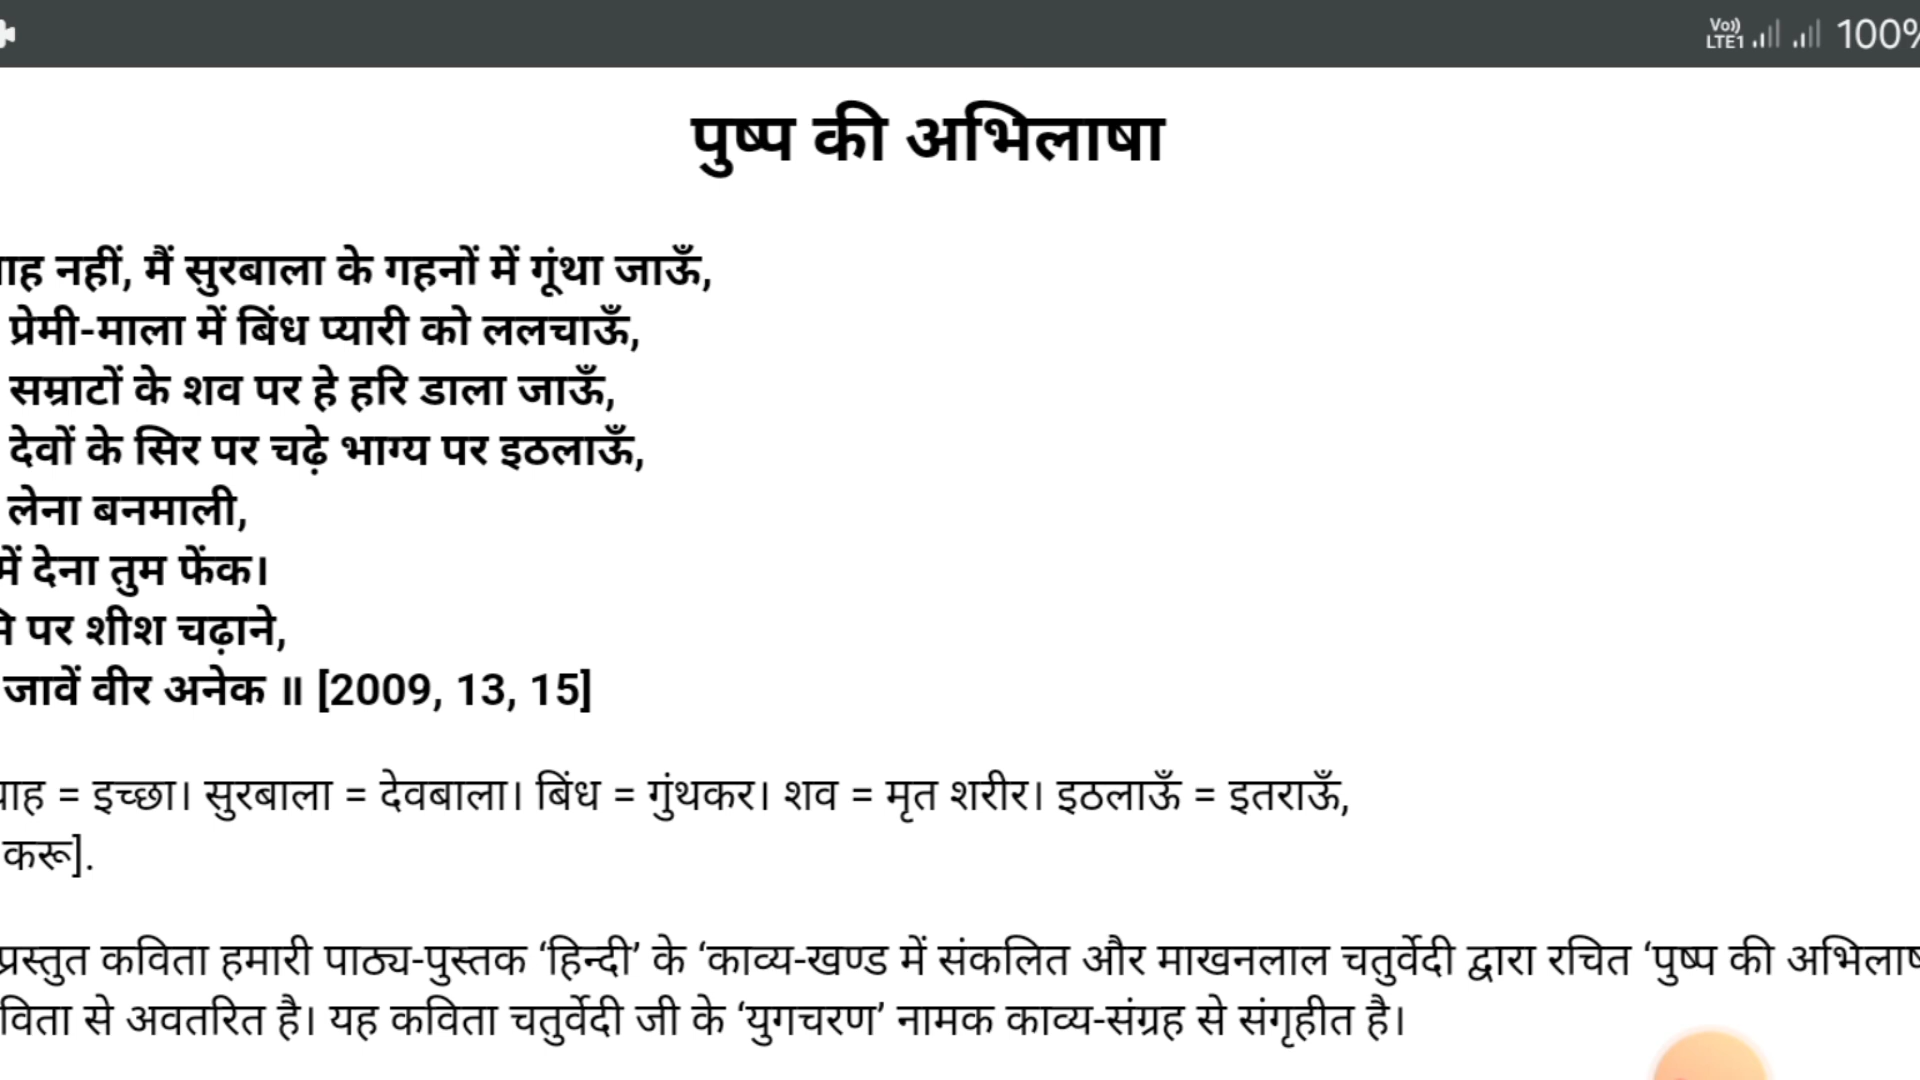 Vo)) LTE1 100%
पुष्प की अभिलाषा
नहीं, मैं सुरबाला के गहनों में गूंथा जाऊँ,
प्रेमी-माला में बिंध प्यारी को ललचाऊँ,
सम्राटों के शव पर हे हरि डाला जाऊँ,
देवों के सिर पर चढ़े भाग्य पर इठलाऊँ,
लेना बनमाली,
में देना तुम फेंक।
पर शीश चढ़ाने,
जावें वीर अनेक ॥ [2009, 13, 15]
= इच्छा। सुरबाला = देवबाला। बिंध = गुंथकर। शव = मृत शरीर। इठलाऊँ = इतराऊँ,
करू].
प्रस्तुत कविता हमारी पाठ्य-पुस्तक ‘हिन्दी’ के ‘काव्य-खण्ड में संकलित और माखनलाल चतुर्वेदी द्वारा रचित ‘पुष्प की
से अवतरित है। यह कविता चतुर्वेदी जी के ‘युगचरण’ नामक काव्य-संग्रह से संगृहीत है।